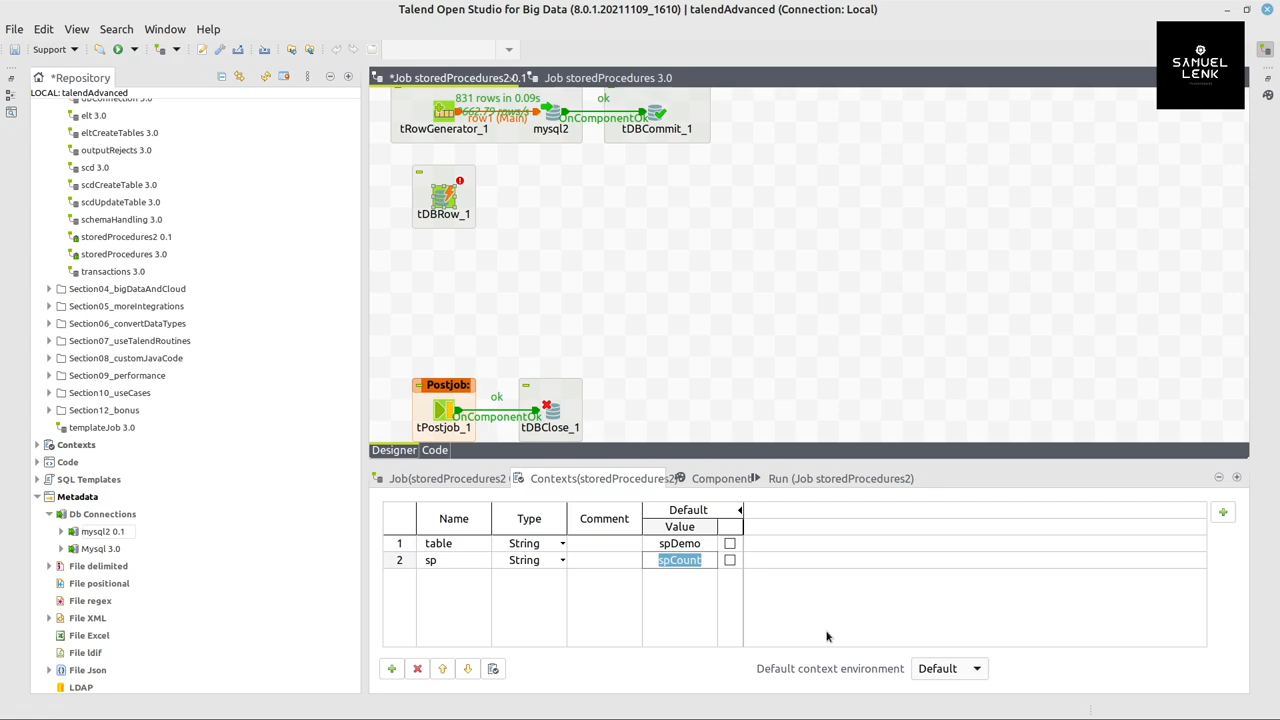 Talend Open Studio for Big Data (8.0.1.20211109_1610) | talendAdvanced (Connection: Local)
File Edit View Search Window Help
Support
SAMUEL
LENK
*Repository
*Job storedProcedures2 0.1
Job storedProcedures 3.0
LOCAL: talendAdvanced
dbConnection 3.0
elt 3.0
eltCreateTables 3.0
outputRejects 3.0
scd 3.0
scdCreateTable 3.0
scdUpdateTable 3.0
schemaHandling 3.0
storedProcedures2 0.1
storedProcedures 3.0
transactions 3.0
Section04_bigDataAndCloud
Section05_moreIntegrations
Section06_convertDataTypes
Section07_useTalendRoutines
Section08_customJavaCode
Section09_performance
Section10_useCases
Section12_bonus
templateJob 3.0
Contexts
Code
SQL Templates
Metadata
Db Connections
mysql2 0.1
Mysql 3.0
File delimited
File positional
File regex
File XML
File Excel
File ldif
File Json
LDAP
831 rows in 0.09s
row1 (Main)
ok
OnComponentOk
tRowGenerator_1
mysql2
tDBCommit_1
tDBRow_1
Postjob:
ok
OnComponentOk
tPostjob_1
tDBClose_1
Designer Code
Job(storedProcedures2
Contexts(storedProcedures2)
Component
Run (Job storedProcedures2)
Name Type Comment Default
Value
1 table String spDemo
2 sp String spCount
Default context environment Default